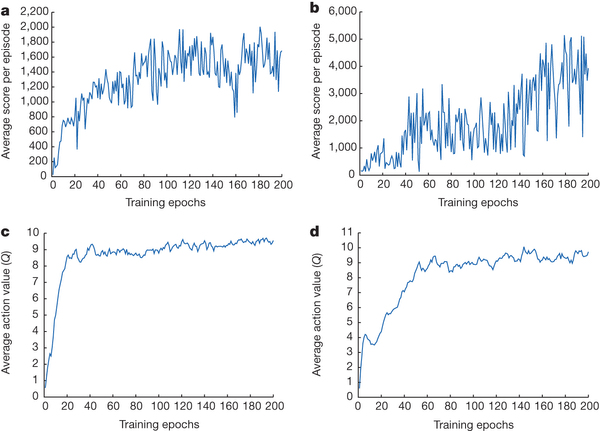 a
Average score per episode
2,200
2,000
1,800
1,600
1,400
1,200
1,000
800
600
400
200
0
0 20 40 60 80 100 120 140 160 180 200
Training epochs
b
Average score per episode
6,000
5,000
4,000
3,000
2,000
1,000
0
0 20 40 60 80 100 120 140 160 180 200
Training epochs
c
Average action value (Q)
10
9
8
7
6
5
4
3
2
1
0
0 20 40 60 80 100 120 140 160 180 200
Training epochs
d
Average action value (Q)
11
10
9
8
7
6
5
4
3
2
1
0
0 20 40 60 80 100 120 140 160 180 200
Training epochs